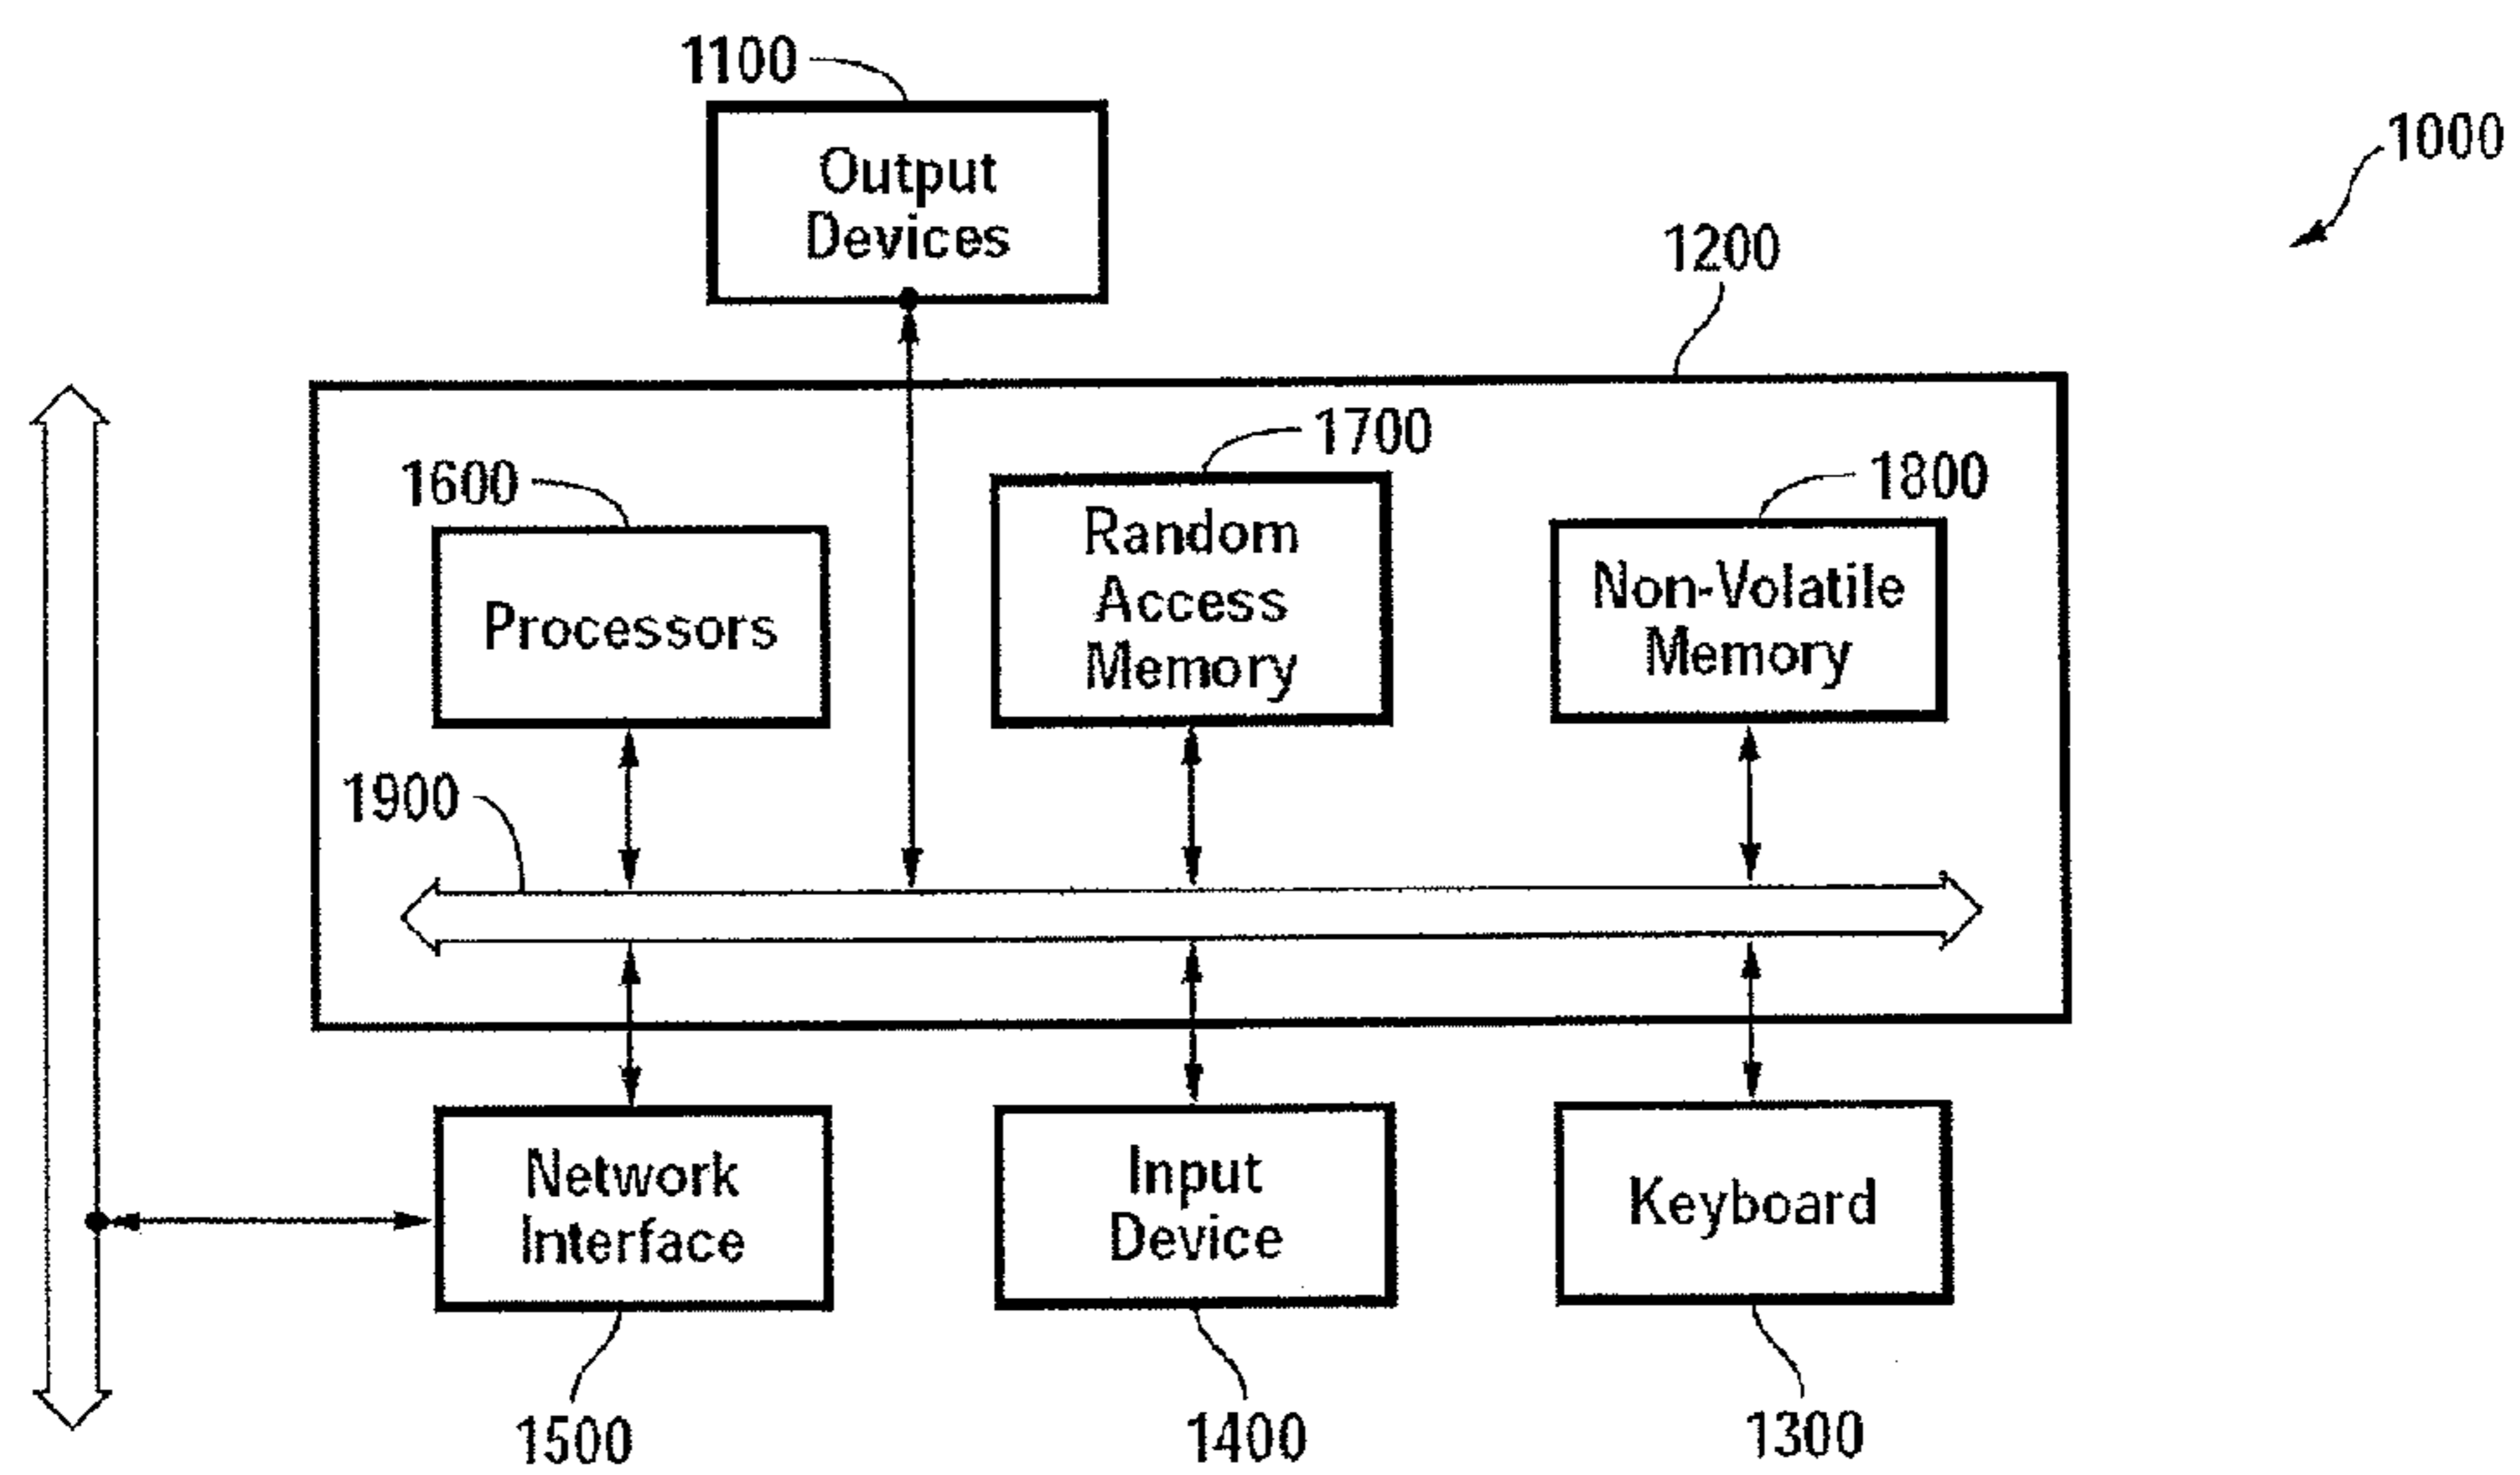 1100
Output
Devices
1000
1200
1700
1600
1800
Random
Access
Memory
Processors
Non-Volatile
Memory
1900
Network
Interface
Input
Device
Keyboard
1500
1400
1300